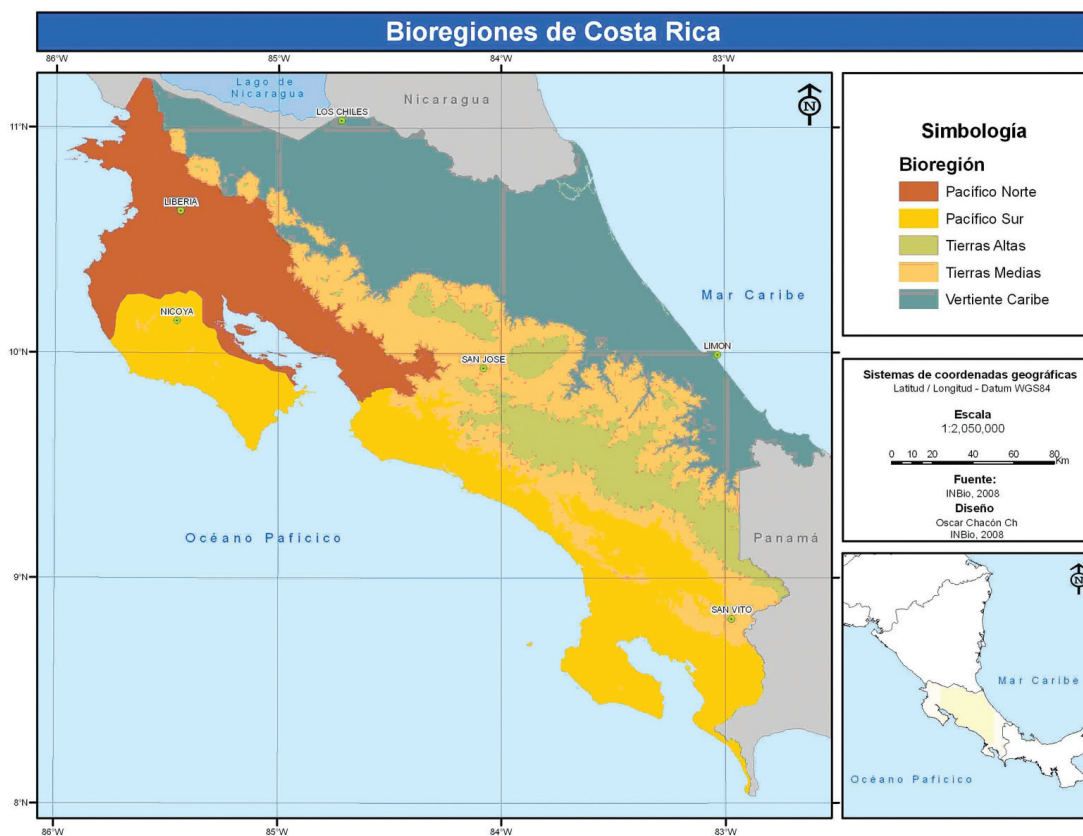 Bioregiones de Costa Rica
86°W
84°W
83°W
11°N
10°N
9°N
8°N
86°W
85°W
84°W
83°W
Lago de
Nicaragua
Nicaragua
LOS CHILES
LIBERIA
NICOYA
SAN JOSE
LIMON
SAN VITO
Mar Caribe
Océano Pafícico
Panamá
N
Simbología
Bioregión
Pacífico Norte
Pacífico Sur
Tierras Altas
Tierras Medias
Vertiente Caribe
Sistemas de coordenadas geográficas
Latitud / Longitud - Datum WGS84
Escala
1:2,050,000
0 10 20 40 60 80
Km
Fuente:
INBio, 2008
Diseño
Oscar Chacón Ch
INBio, 2008
N
Mar Caribe
Océano Pafícico